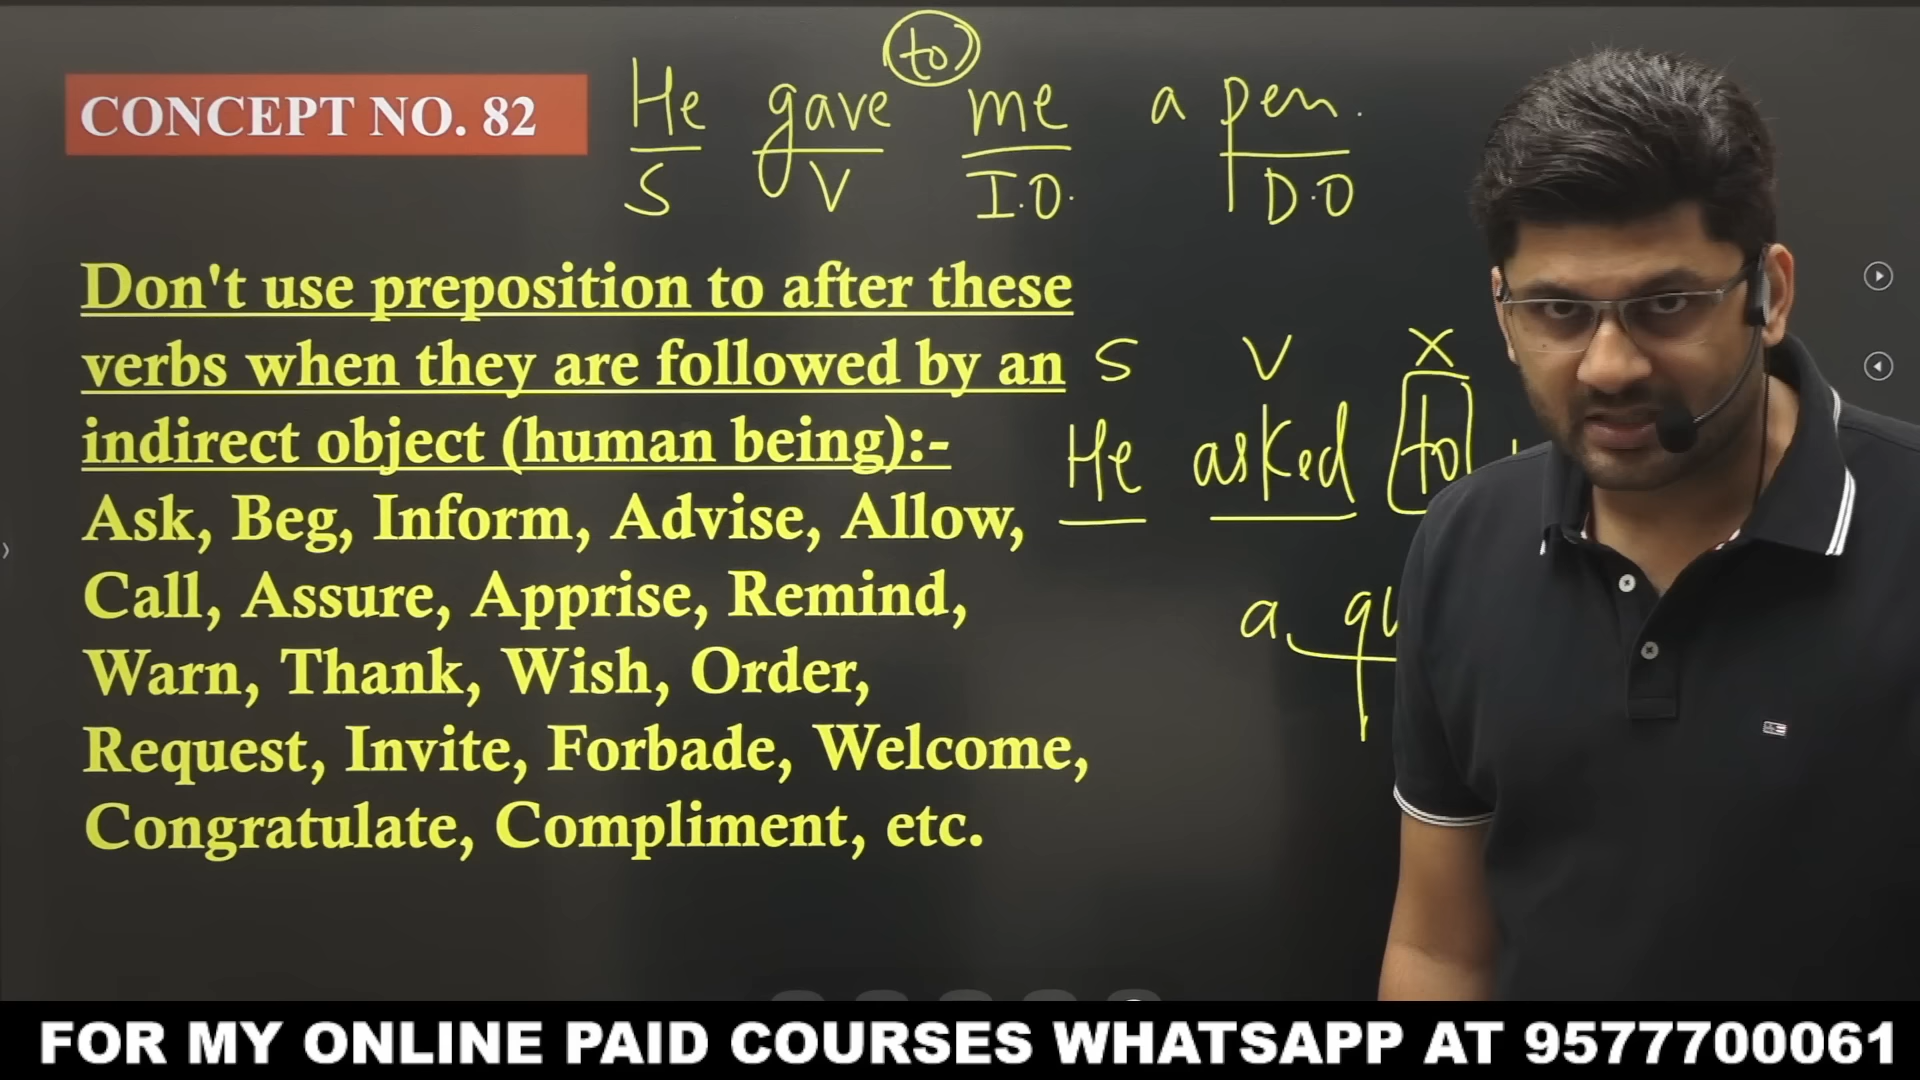 (to)
CONCEPT NO. 82 He gave me a pen.
S V I.O. D.O
Don't use preposition to after these
verbs when they are followed by an
indirect object (human being):-
Ask, Beg, Inform, Advise, Allow,
Call, Assure, Apprise, Remind,
Warn, Thank, Wish, Order,
Request, Invite, Forbade, Welcome,
Congratulate, Compliment, etc.
S V X
He asked to
a
FOR MY ONLINE PAID COURSES WHATSAPP AT 9577700061